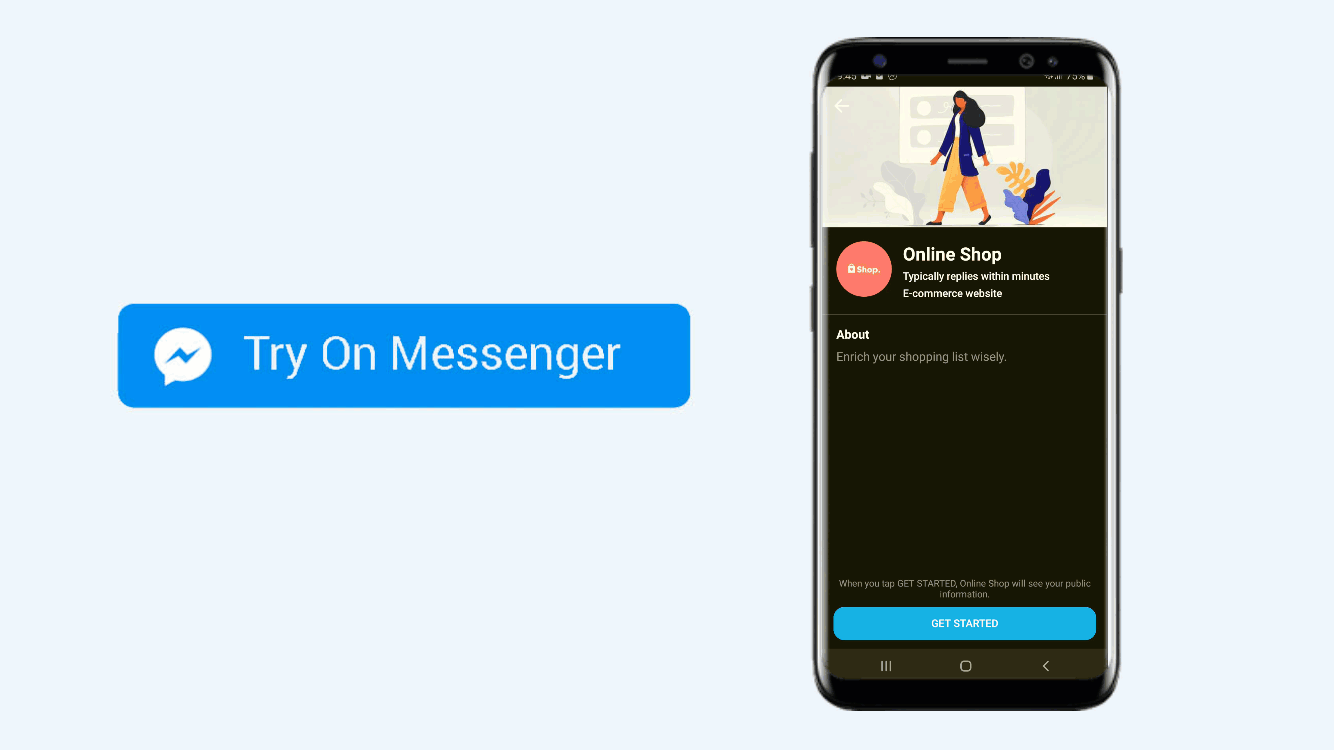 Try On Messenger
9:45
75%
Online Shop
Shop.
Typically replies within minutes
E-commerce website
About
Enrich your shopping list wisely.
When you tap GET STARTED, Online Shop will see your public
information.
GET STARTED